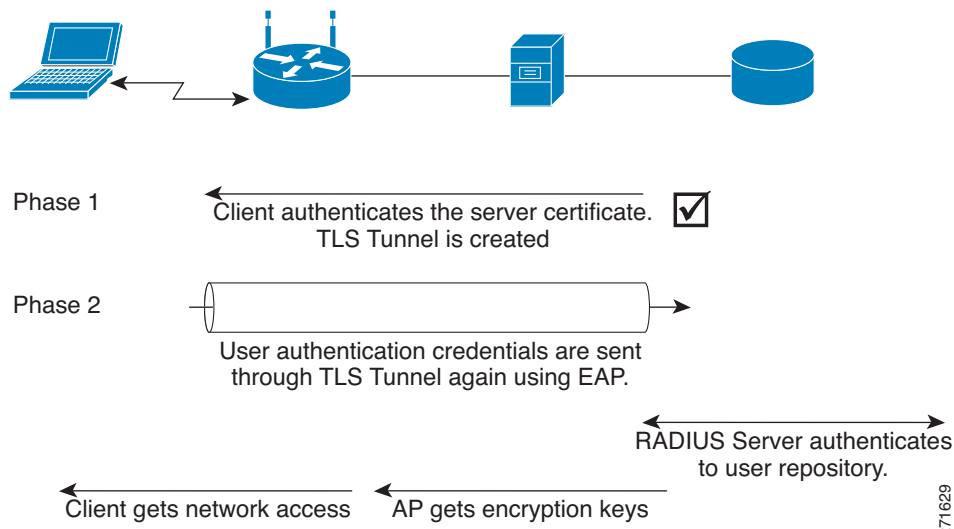 Phase 1
Client authenticates the server certificate.
TLS Tunnel is created
Phase 2
User authentication credentials are sent
through TLS Tunnel again using EAP.
RADIUS Server authenticates
to user repository.
Client gets network access
AP gets encryption keys
71629